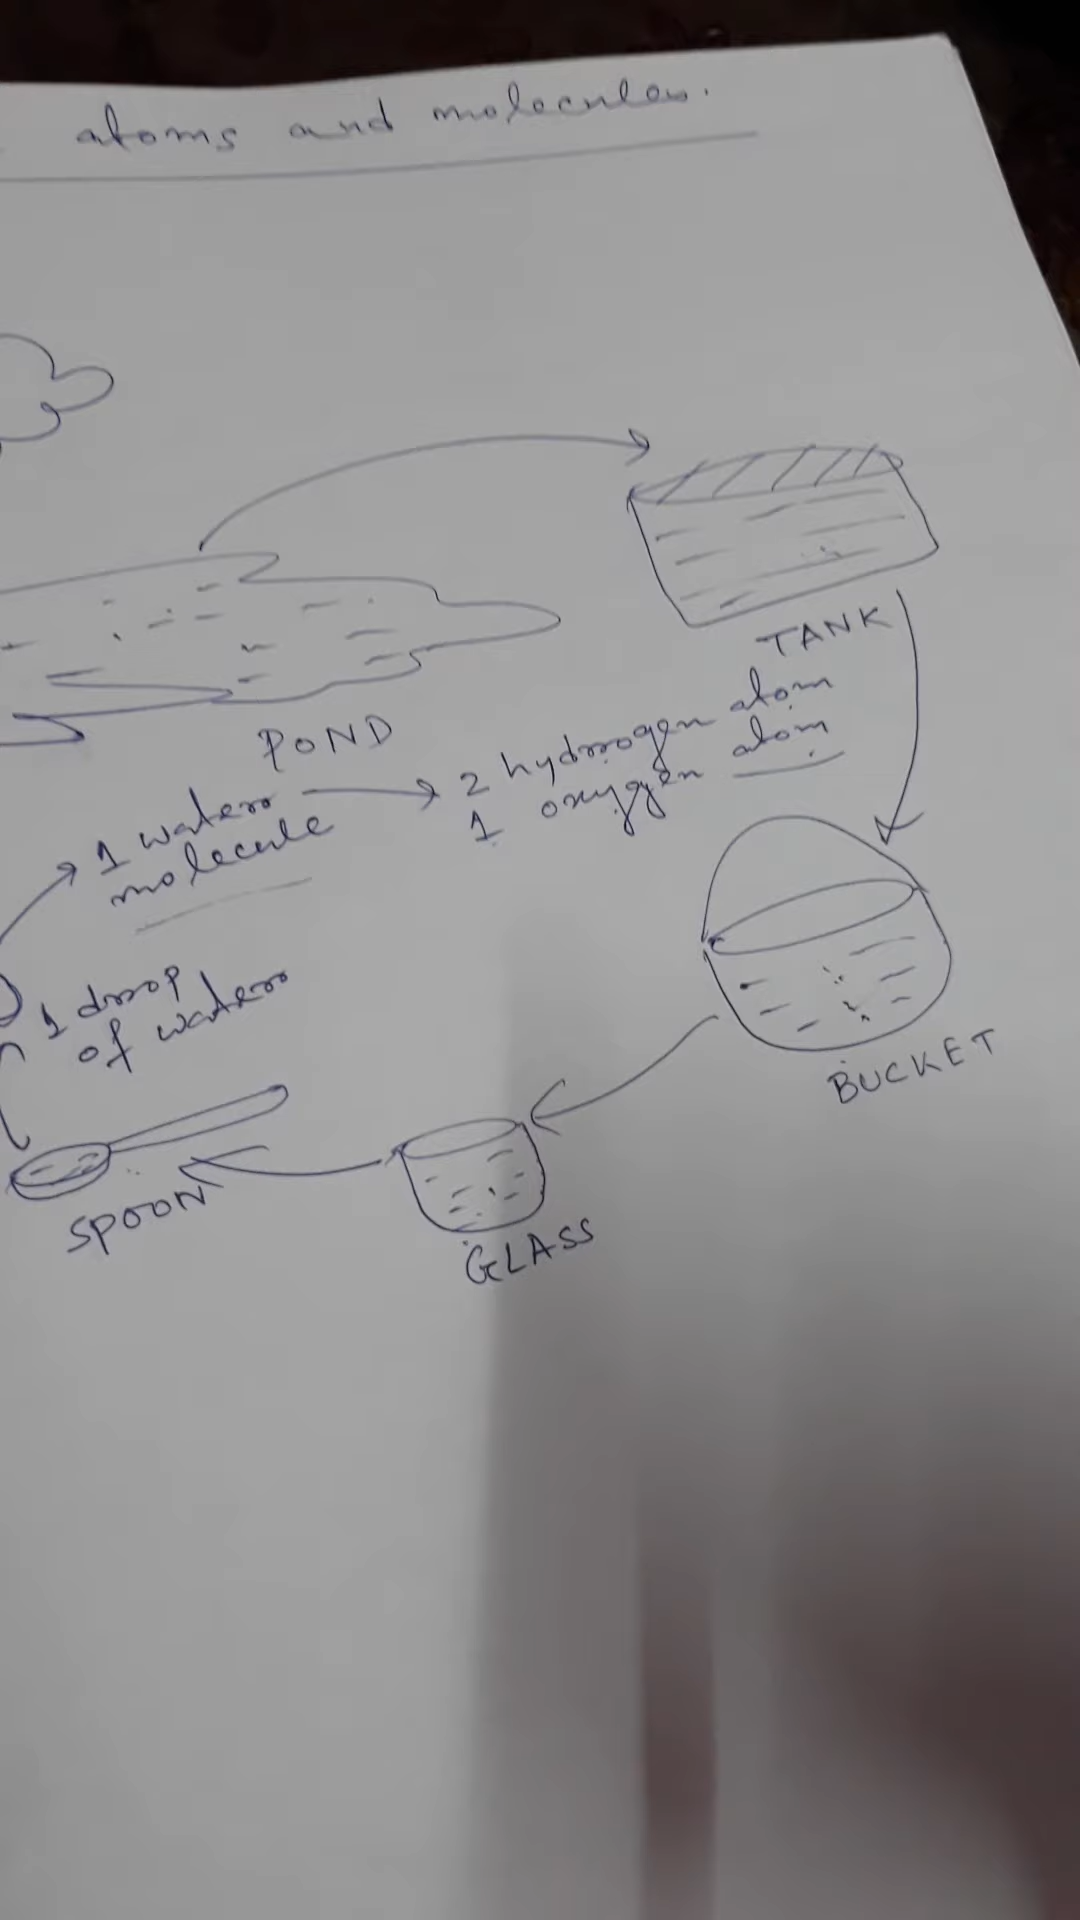 atoms and molecules.
TANK
POND
1 water
molecule
2 hydrogen atom
1 oxygen atom
1 drop
of water
BUCKET
SPOON
GLASS